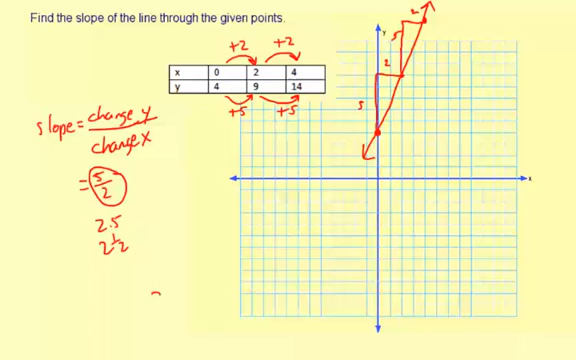 Find the slope of the line through the given points.
+2 +2
x 0 2 4
y 4 9 14
+5 +5
slope = change y / change x
= 5/2
2.5
2 1/2
y
x
5
2
5
2